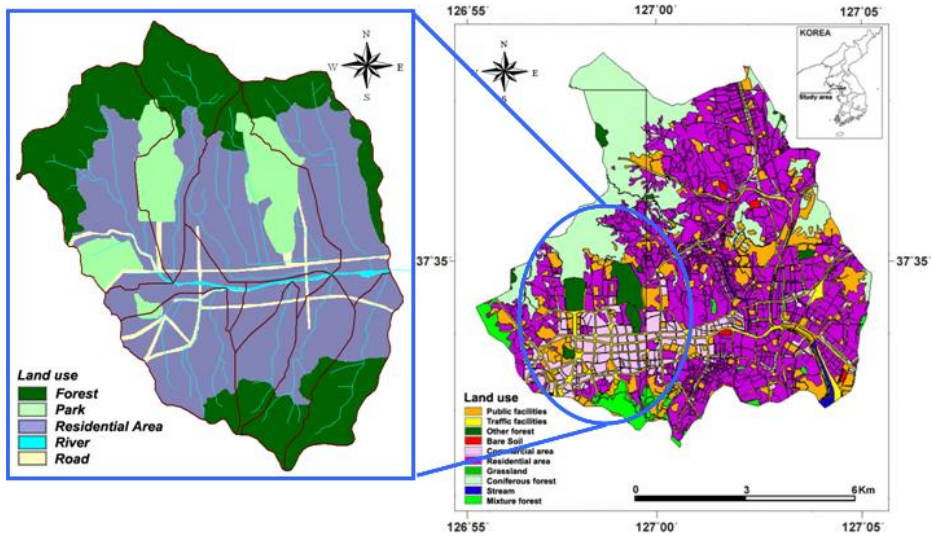 N
W
E
S
Land use
Forest
Park
Residential Area
River
Road
126˚55´
127˚00´
127˚05´
N
E
S
KOREA
Study area
37˚35´
37˚35´
Land use
Public facilities
Traffic facilities
Other forest
Bare Soil
Commercial area
Residential area
Grassland
Coniferous forest
Stream
Mixture forest
0
3
6 Km
126˚55´
127˚00´
127˚05´